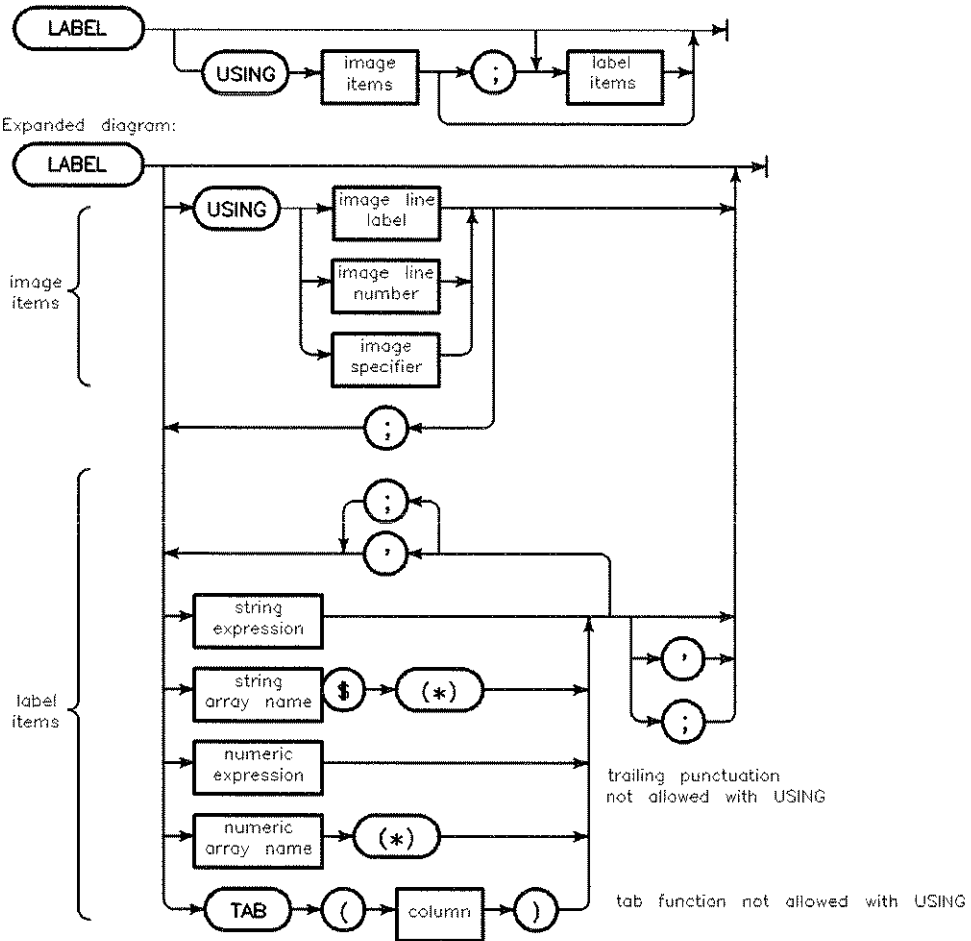 LABEL
USING
image
items
;
label
items
Expanded diagram:
LABEL
USING
image line
label
image line
number
image
specifier
image
items
;
;
,
string
expression
,
string
array name
$
(*)
;
label
items
numeric
expression
trailing punctuation
not allowed with USING
numeric
array name
(*)
TAB
(
column
)
tab function not allowed with USING